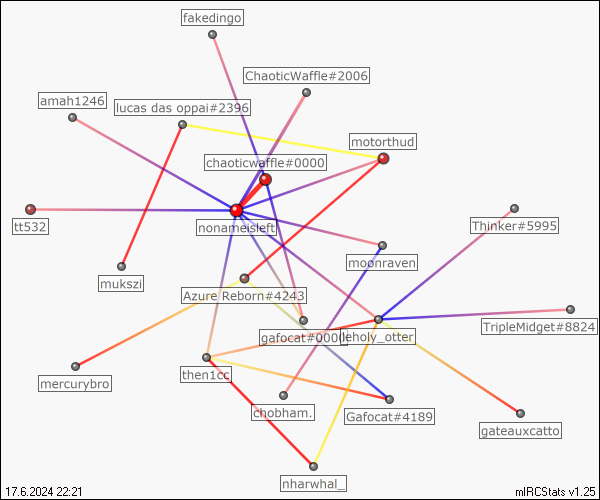 fakedingo
ChaoticWaffle#2006
amah1246
lucas das oppai#2396
motorthud
chaoticwaffle#0000
tt532
nonameisleft
Thinker#5995
moonraven
mukszi
Azure Reborn#4243
gafocat#0000
leholy_otter
TripleMidget#8824
then1cc
mercurybro
chobham.
Gafocat#4189
gateauxcatto
nharwhal_
17.6.2024 22:21
mIRCStats v1.25